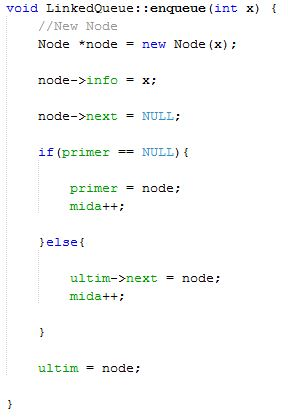 void LinkedQueue::enqueue(int x) {
//New Node
Node *node = new Node(x);
node->info = x;
node->next = NULL;
if(primer == NULL){
primer = node;
mida++;
}else{
ultim->next = node;
mida++;
}
ultim = node;
}